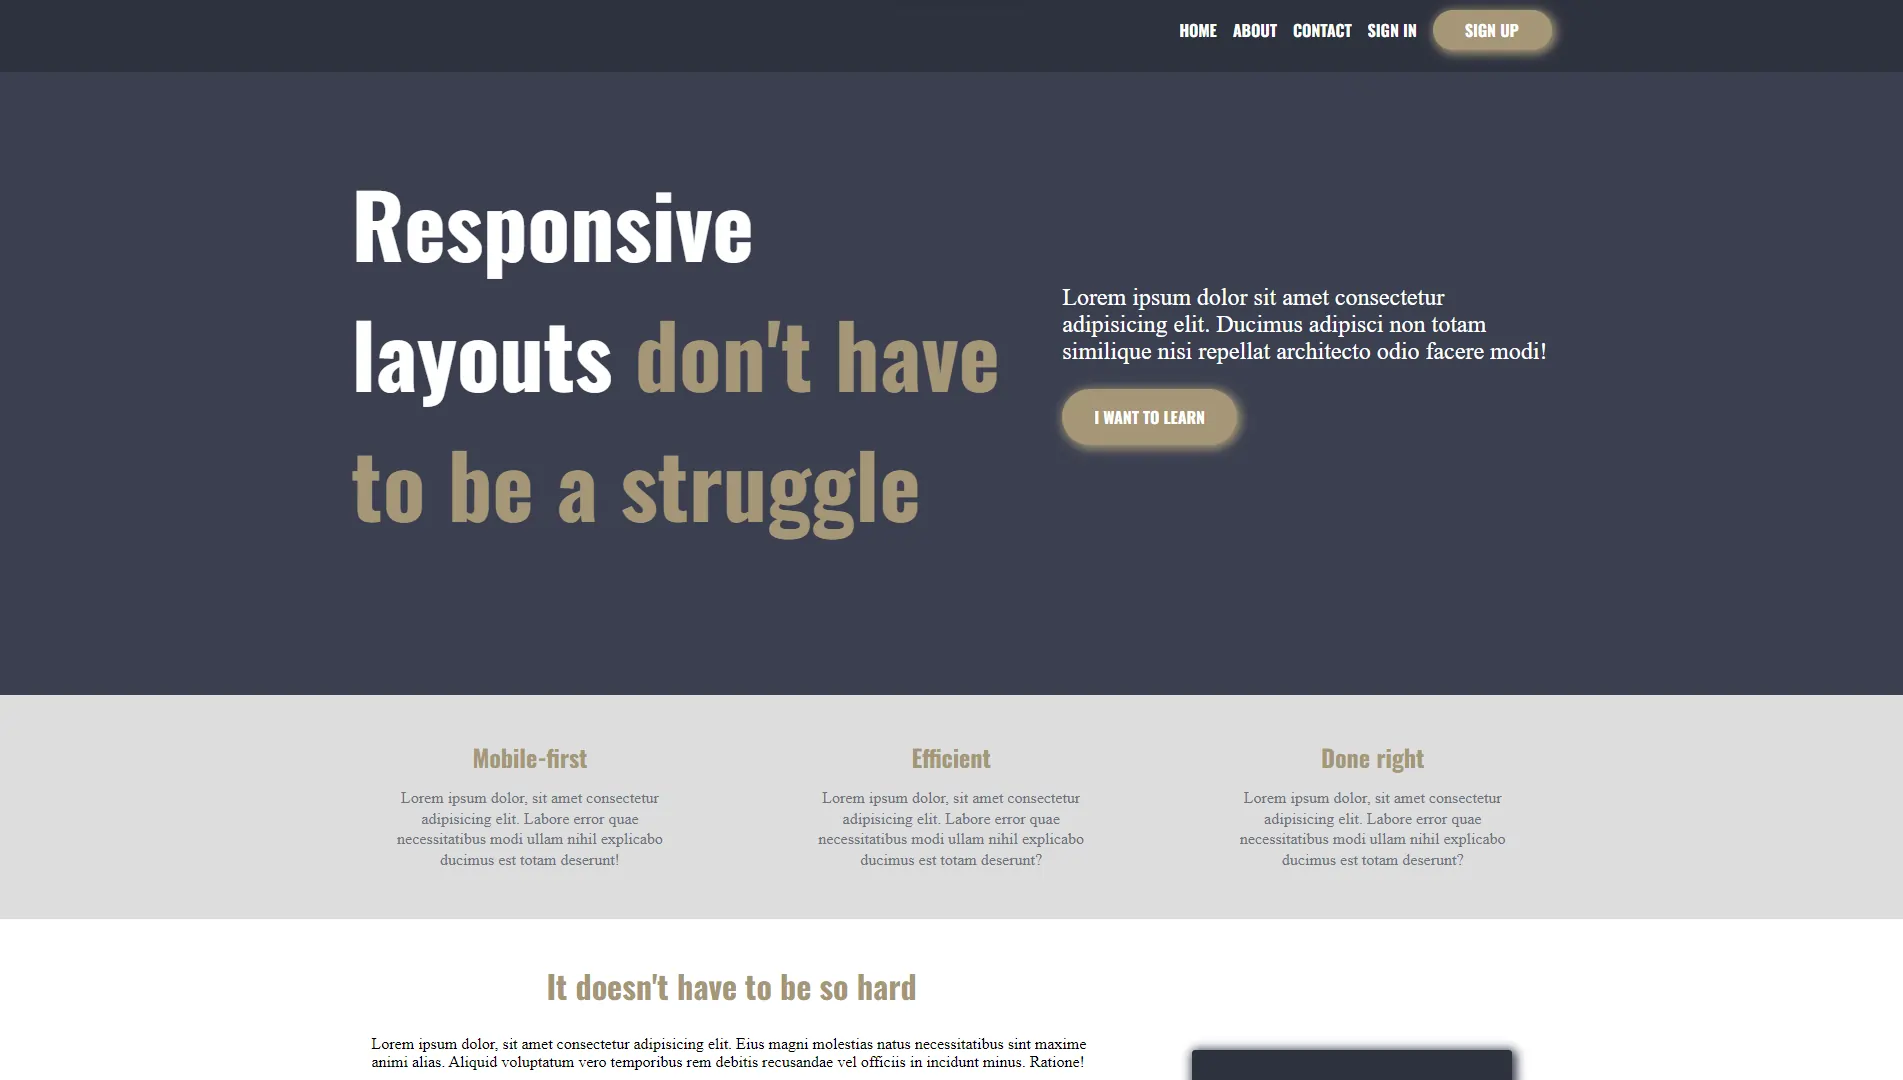 HOME ABOUT CONTACT SIGN IN SIGN UP
Responsive
layouts don't have
to be a struggle
Lorem ipsum dolor sit amet consectetur
adipisicing elit. Ducimus adipisci non totam
similique nisi repellat architecto odio facere modi!
I WANT TO LEARN
Mobile-first
Lorem ipsum dolor, sit amet consectetur
adipisicing elit. Labore error quae
necessitatibus modi ullam nihil explicabo
ducimus est totam deserunt!
Efficient
Lorem ipsum dolor, sit amet consectetur
adipisicing elit. Labore error quae
necessitatibus modi ullam nihil explicabo
ducimus est totam deserunt?
Done right
Lorem ipsum dolor, sit amet consectetur
adipisicing elit. Labore error quae
necessitatibus modi ullam nihil explicabo
ducimus est totam deserunt?
It doesn't have to be so hard
Lorem ipsum dolor, sit amet consectetur adipisicing elit. Eius magni molestias natus necessitatibus sint maxime
animi alias. Aliquid voluptatum vero temporibus rem debitis recusandae vel officiis in incidunt minus. Ratione!